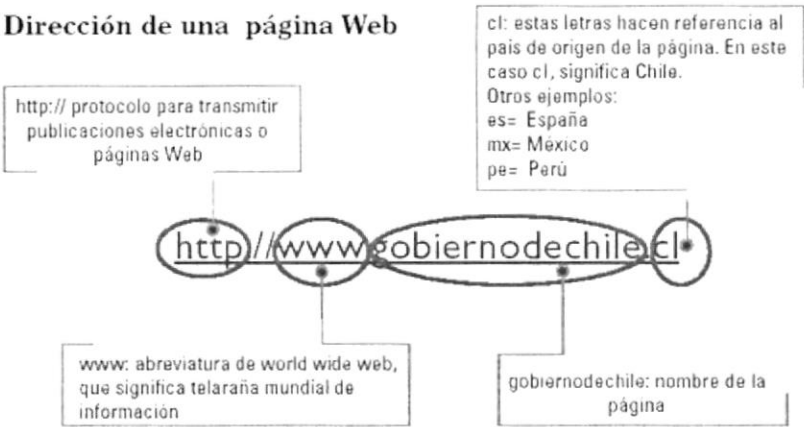 Dirección de una página Web
cl: estas letras hacen referencia al
pais de origen de la página. En este
caso cl, significa Chile.
Otros ejemplos:
es= España
mx= México
pe= Perú
http:// protocolo para transmitir
publicaciones electrónicas o
páginas Web
http//www.gobiernodechile.cl
www: abreviatura de world wide web,
que significa telaraña mundial de
información
gobiernodechile: nombre de la
página